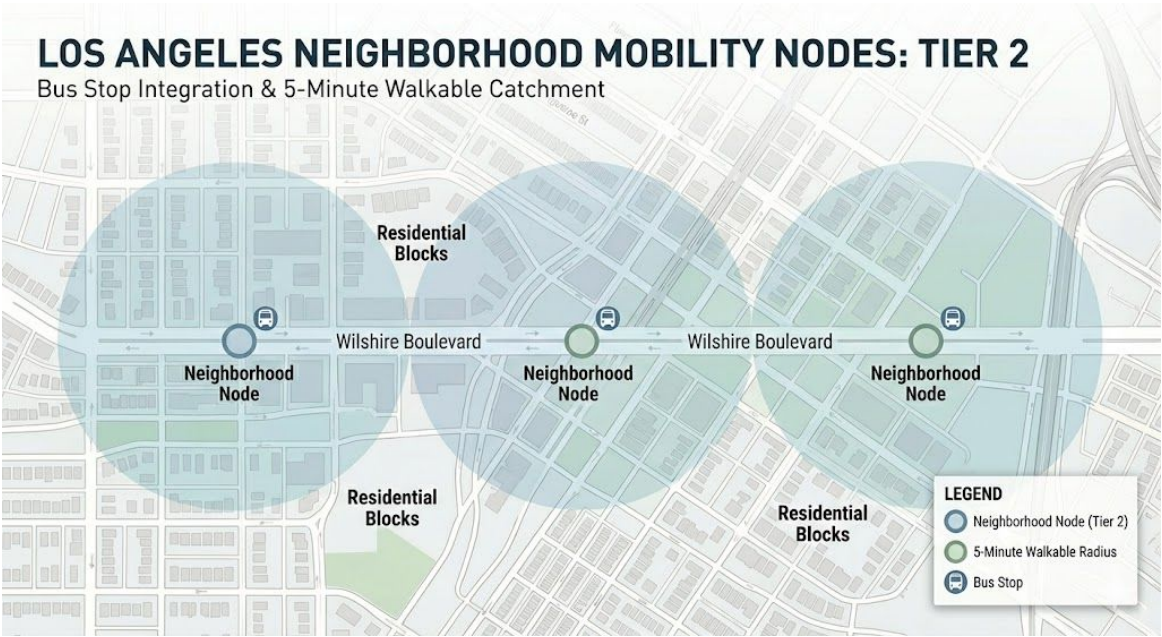 LOS ANGELES NEIGHBORHOOD MOBILITY NODES: TIER 2
Bus Stop Integration & 5-Minute Walkable Catchment
Residential
Blocks
Wilshire Boulevard
Wilshire Boulevard
Neighborhood
Node
Neighborhood
Node
Neighborhood
Node
Residential
Blocks
Residential
Blocks
LEGEND
Neighborhood Node (Tier 2)
5-Minute Walkable Radius
Bus Stop